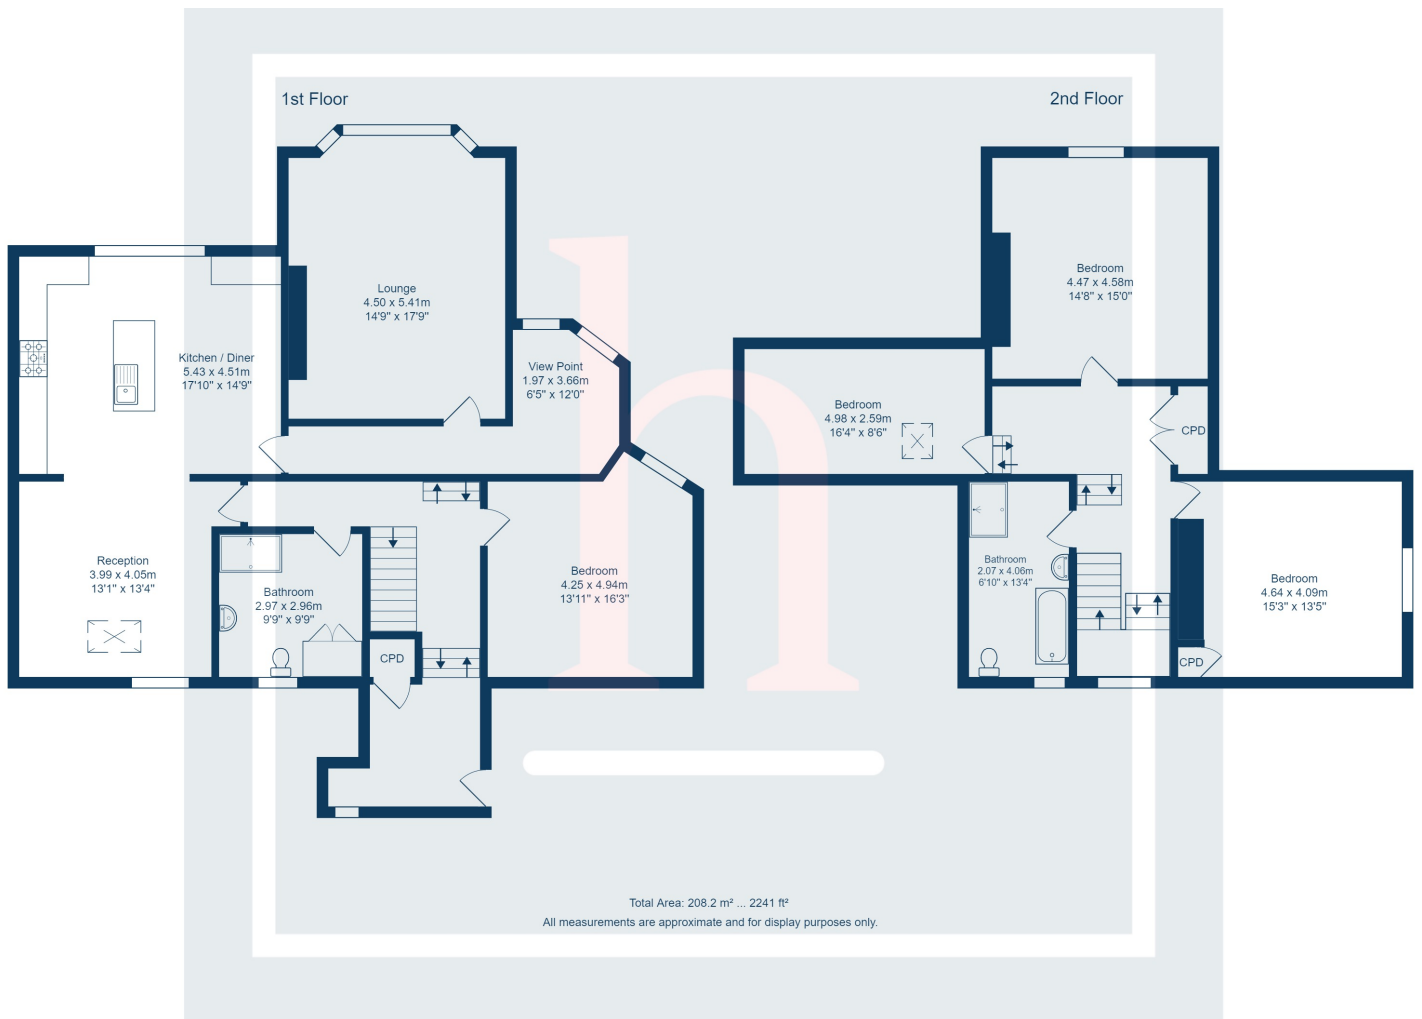 1st Floor
2nd Floor
Lounge
4.50 x 5.41m
14'9" x 17'9"
Kitchen / Diner
5.43 x 4.51m
17'10" x 14'9"
View Point
1.97 x 3.66m
6'5" x 12'0"
Reception
3.99 x 4.05m
13'1" x 13'4"
Bathroom
2.97 x 2.96m
9'9" x 9'9"
CPD
Bedroom
4.25 x 4.94m
13'11" x 16'3"
Bedroom
4.47 x 4.58m
14'8" x 15'0"
Bedroom
4.98 x 2.59m
16'4" x 8'6"
CPD
Bathroom
2.07 x 4.06m
6'10" x 13'4"
Bedroom
4.64 x 4.09m
15'3" x 13'5"
CPD
h
Total Area: 208.2 m² ... 2241 ft²
All measurements are approximate and for display purposes only.